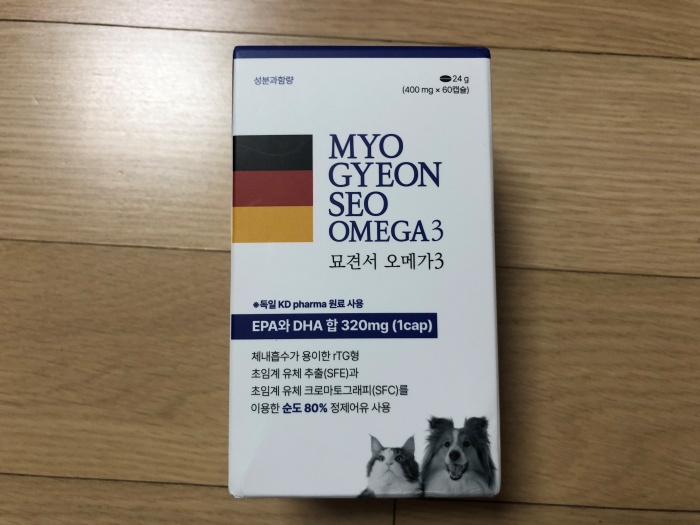 성분과함량
24 g
(400 mg × 60캡슐)
MYO
GYEON
SEO
OMEGA3
묘견서 오메가3
※독일 KD pharma 원료 사용
EPA와 DHA 합 320mg (1cap)
체내흡수가 용이한 rTG형
초임계 유체 추출(SFE)과
초임계 유체 크로마토그래피(SFC)를
이용한 순도 80% 정제어유 사용